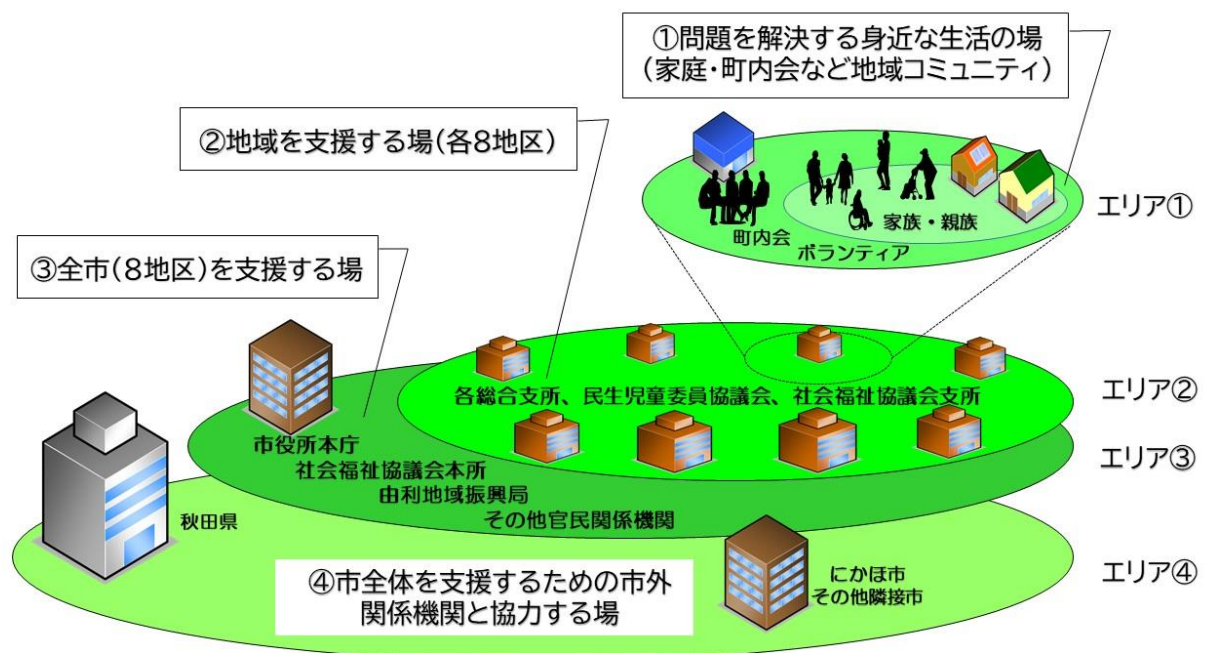 ①問題を解決する身近な生活の場
(家庭・町内会など地域コミュニティ)
②地域を支援する場(各8地区)
エリア①
家族・親族
町内会
ボランティア
③全市(8地区)を支援する場
各総合支所、民生児童委員協議会、社会福祉協議会支所
エリア②
市役所本庁
社会福祉協議会本所
由利地域振興局
その他官民関係機関
エリア③
秋田県
④市全体を支援するための市外
関係機関と協力する場
にかほ市
その他隣接市
エリア④